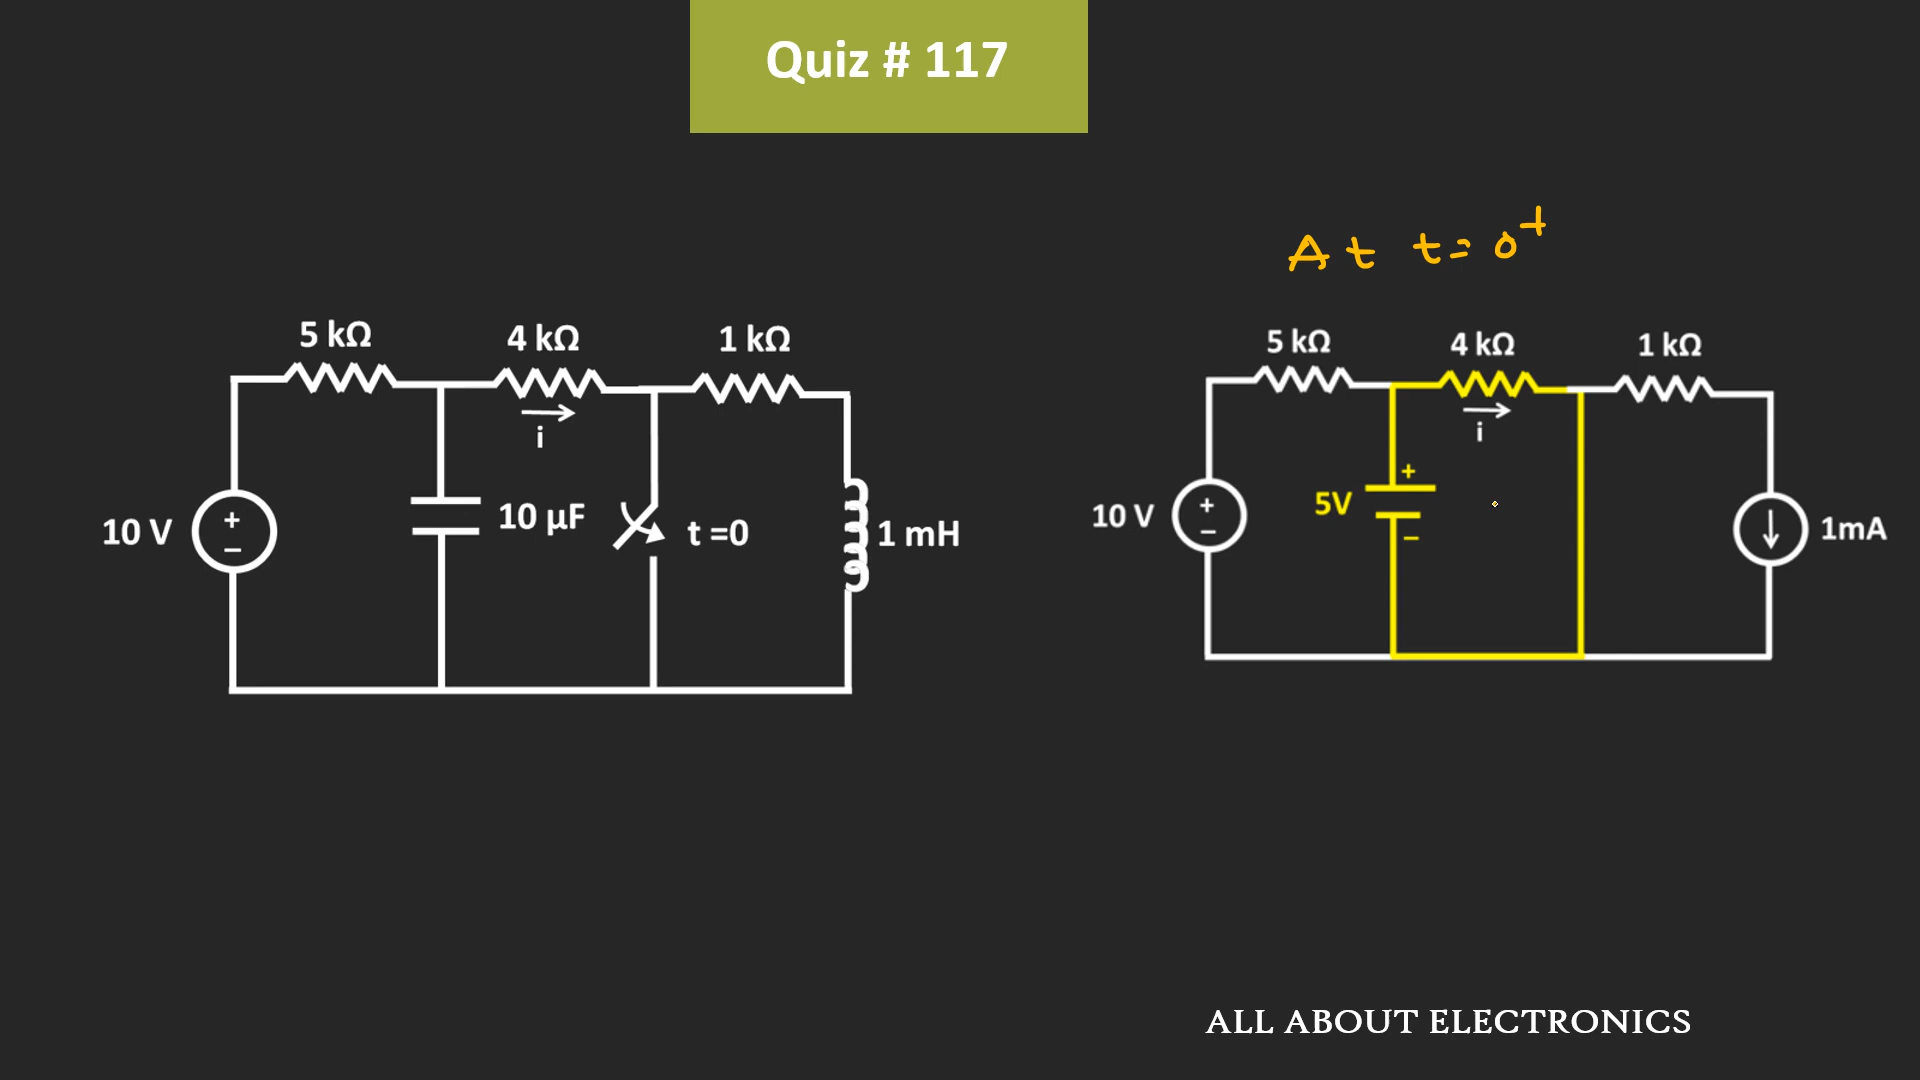 Quiz # 117
At t=0+
5 kΩ
4 kΩ
1 kΩ
i
10 V
+
−
10 µF
t =0
1 mH
5 kΩ
4 kΩ
1 kΩ
i
10 V
+
−
5V
+
−
1mA
ALL ABOUT ELECTRONICS